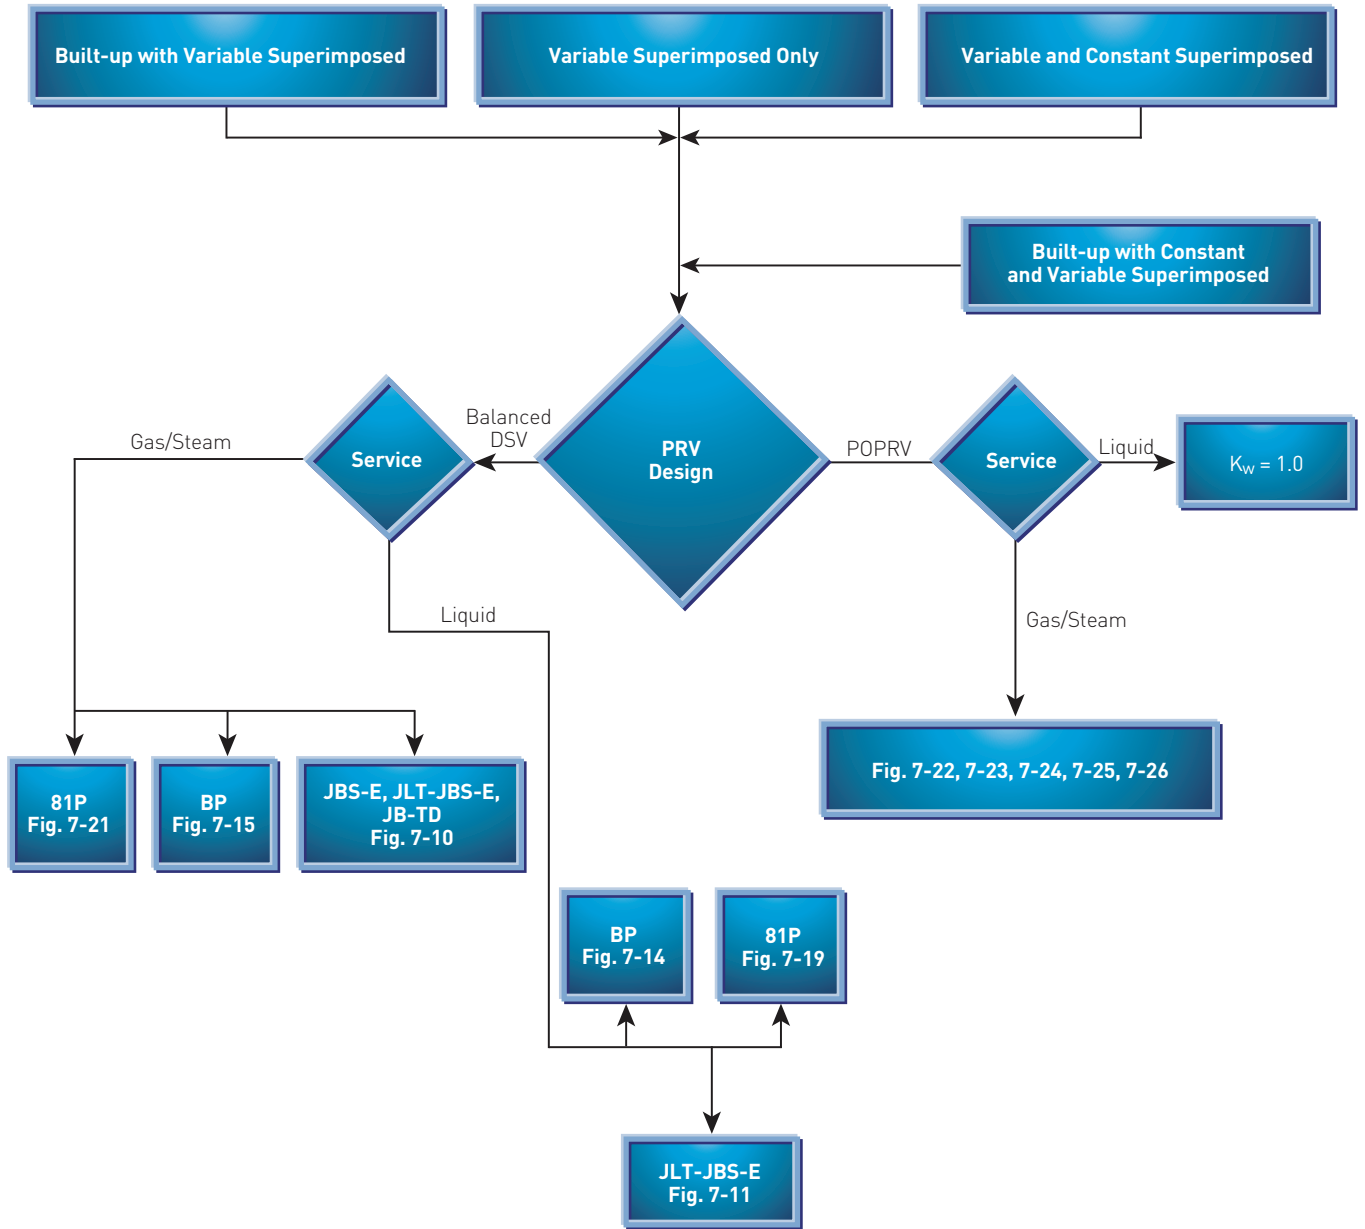 Built-up with Variable Superimposed
Variable Superimposed Only
Variable and Constant Superimposed
Built-up with Constant
and Variable Superimposed
Gas/Steam
Service
Balanced
DSV
PRV
Design
POPRV
Service
Liquid
Kw = 1.0
Liquid
Gas/Steam
81P
Fig. 7-21
BP
Fig. 7-15
JBS-E, JLT-JBS-E,
JB-TD
Fig. 7-10
Fig. 7-22, 7-23, 7-24, 7-25, 7-26
BP
Fig. 7-14
81P
Fig. 7-19
JLT-JBS-E
Fig. 7-11